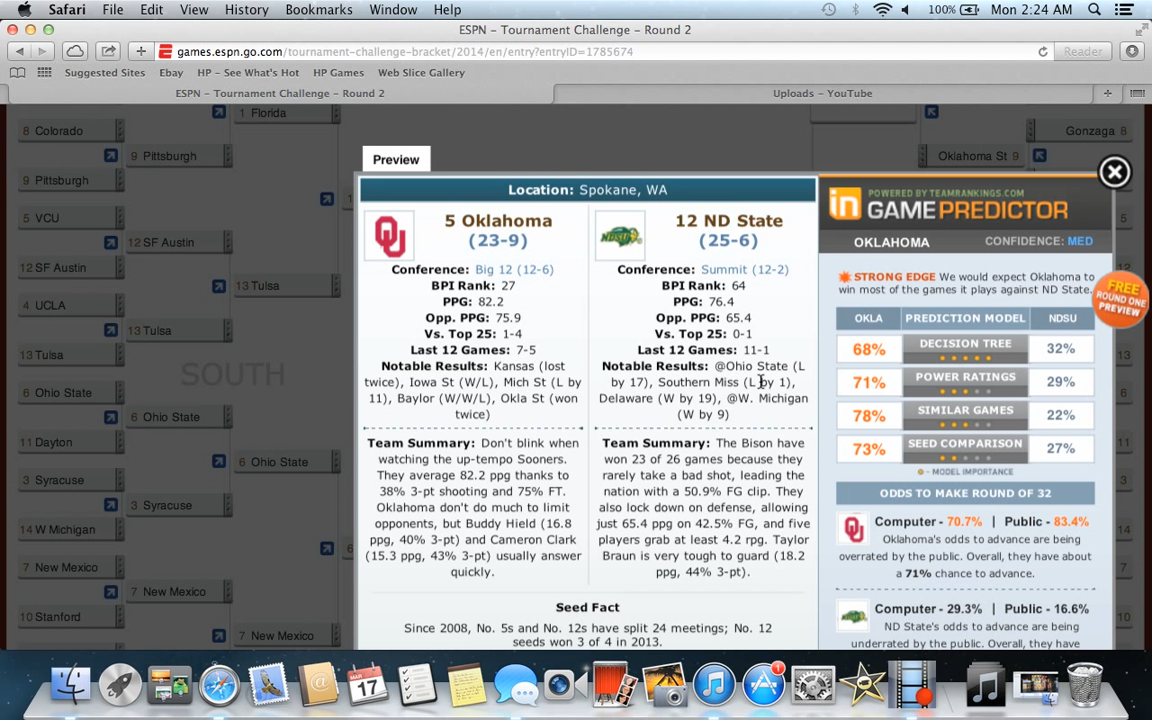 Safari File Edit View History Bookmarks Window Help 100% Mon 2:24 AM
ESPN – Tournament Challenge – Round 2
games.espn.go.com/tournament-challenge-bracket/2014/en/entry?entryID=1785674 Reader
Suggested Sites Ebay HP – See What's Hot HP Games Web Slice Gallery
ESPN – Tournament Challenge – Round 2 Uploads – YouTube
1 Florida
8 Colorado
9 Pittsburgh
9 Pittsburgh
5 VCU
12 SF Austin
12 SF Austin
13 Tulsa
4 UCLA
13 Tulsa
13 Tulsa
SOUTH
6 Ohio State
6 Ohio State
11 Dayton
6 Ohio State
3 Syracuse
3 Syracuse
14 W Michigan
7 New Mexico
7 New Mexico
10 Stanford
7 New Mexico
Gonzaga 8
Oklahoma St 9
Preview
Location: Spokane, WA
5 Oklahoma
(23-9)
Conference: Big 12 (12-6)
BPI Rank: 27
PPG: 82.2
Opp. PPG: 75.9
Vs. Top 25: 1-4
Last 12 Games: 7-5
Notable Results: Kansas (lost
twice), Iowa St (W/L), Mich St (L by
11), Baylor (W/W/L), Okla St (won
twice)
Team Summary: Don't blink when
watching the up-tempo Sooners.
They average 82.2 ppg thanks to
38% 3-pt shooting and 75% FT.
Oklahoma don't do much to limit
opponents, but Buddy Hield (16.8
ppg, 40% 3-pt) and Cameron Clark
(15.3 ppg, 43% 3-pt) usually answer
quickly.
12 ND State
(25-6)
Conference: Summit (12-2)
BPI Rank: 64
PPG: 76.4
Opp. PPG: 65.4
Vs. Top 25: 0-1
Last 12 Games: 11-1
Notable Results: @Ohio State (L
by 17), Southern Miss (L by 1),
Delaware (W by 19), @W. Michigan
(W by 9)
Team Summary: The Bison have
won 23 of 26 games because they
rarely take a bad shot, leading the
nation with a 50.9% FG clip. They
also lock down on defense, allowing
just 65.4 ppg on 42.5% FG, and five
players grab at least 4.2 rpg. Taylor
Braun is very tough to guard (18.2
ppg, 44% 3-pt).
Seed Fact
Since 2008, No. 5s and No. 12s have split 24 meetings; No. 12
seeds won 3 of 4 in 2013.
in POWERED BY TEAMRANKINGS.COM
GAMEPREDICTOR
OKLAHOMA CONFIDENCE: MED
STRONG EDGE We would expect Oklahoma to
win most of the games it plays against ND State.
FREE
ROUND ONE
PREVIEW
OKLA PREDICTION MODEL NDSU
68% DECISION TREE 32%
71% POWER RATINGS 29%
78% SIMILAR GAMES 22%
73% SEED COMPARISON 27%
- MODEL IMPORTANCE
ODDS TO MAKE ROUND OF 32
Computer - 70.7% | Public - 83.4%
Oklahoma's odds to advance are being
overrated by the public. Overall, they have about
a 71% chance to advance.
Computer - 29.3% | Public - 16.6%
ND State's odds to advance are being
underrated by the public. Overall, they have
MAR
17
1